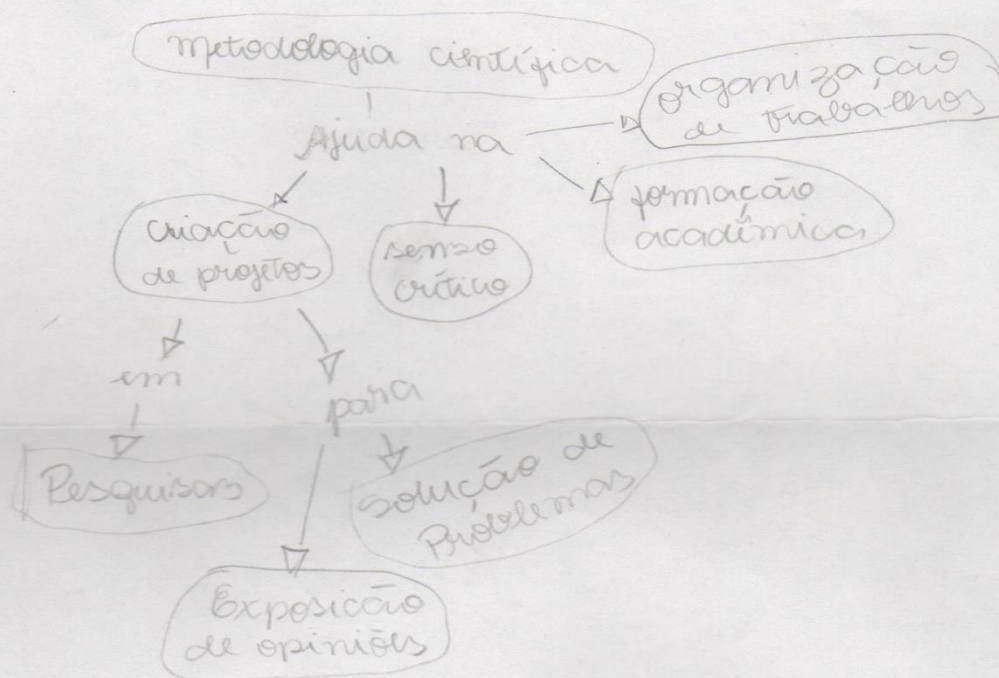 metodologia científica
organização
de trabalhos
Ajuda na
formação
acadêmica
criação
de projetos
senso
crítico
em
para
Pesquisas
solução de
Problemas
Exposicão
de opiniões